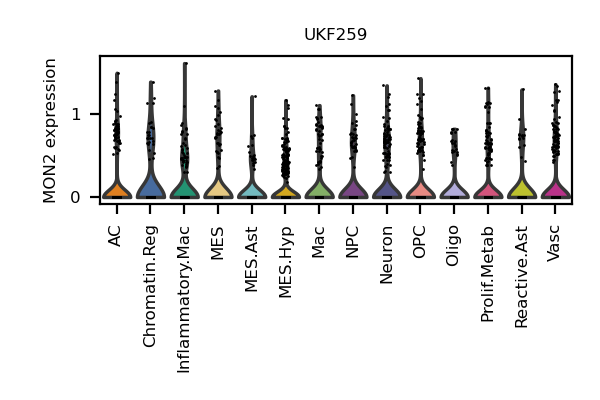 UKF259
MON2 expression
1
0
AC
Chromatin.Reg
Inflammatory.Mac
MES
MES.Ast
MES.Hyp
Mac
NPC
Neuron
OPC
Oligo
Prolif.Metab
Reactive.Ast
Vasc